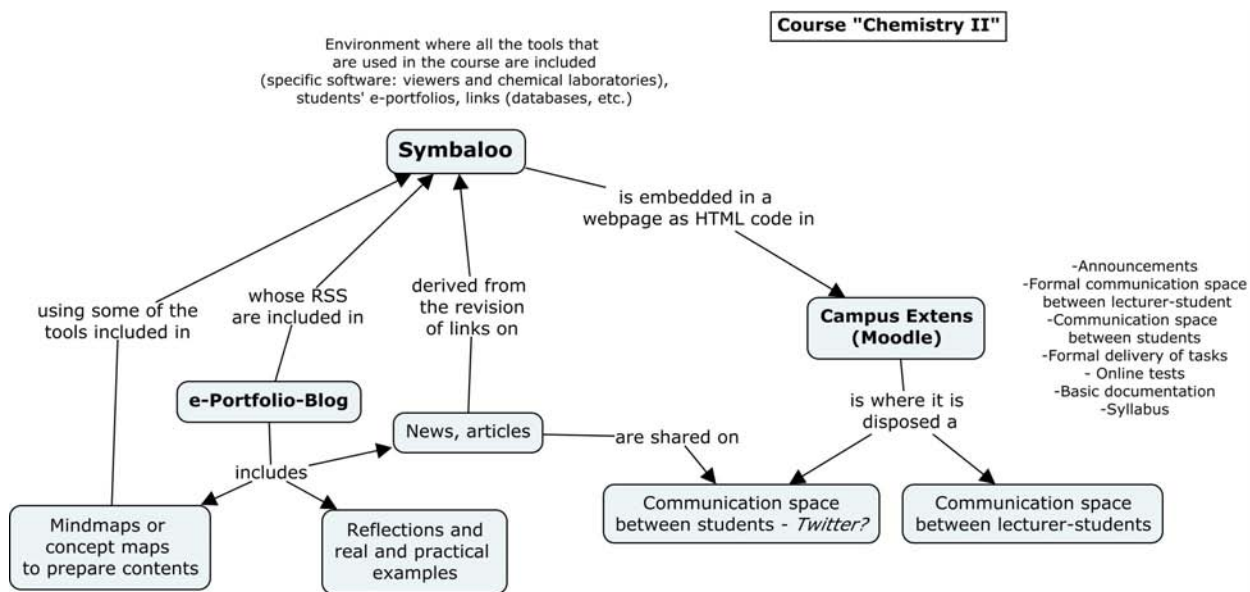 Course "Chemistry II"
Environment where all the tools that
are used in the course are included
(specific software: viewers and chemical laboratories),
students' e-portfolios, links (databases, etc.)
Symbaloo
is embedded in a
webpage as HTML code in
using some of the
tools included in
whose RSS
are included in
derived from
the revision
of links on
Campus Extens
(Moodle)
-Announcements
-Formal communication space
between lecturer-student
-Communication space
between students
-Formal delivery of tasks
- Online tests
-Basic documentation
-Syllabus
e-Portfolio-Blog
News, articles
are shared on
is where it is
disposed a
includes
Mindmaps or
concept maps
to prepare contents
Reflections and
real and practical
examples
Communication space
between students - Twitter?
Communication space
between lecturer-students